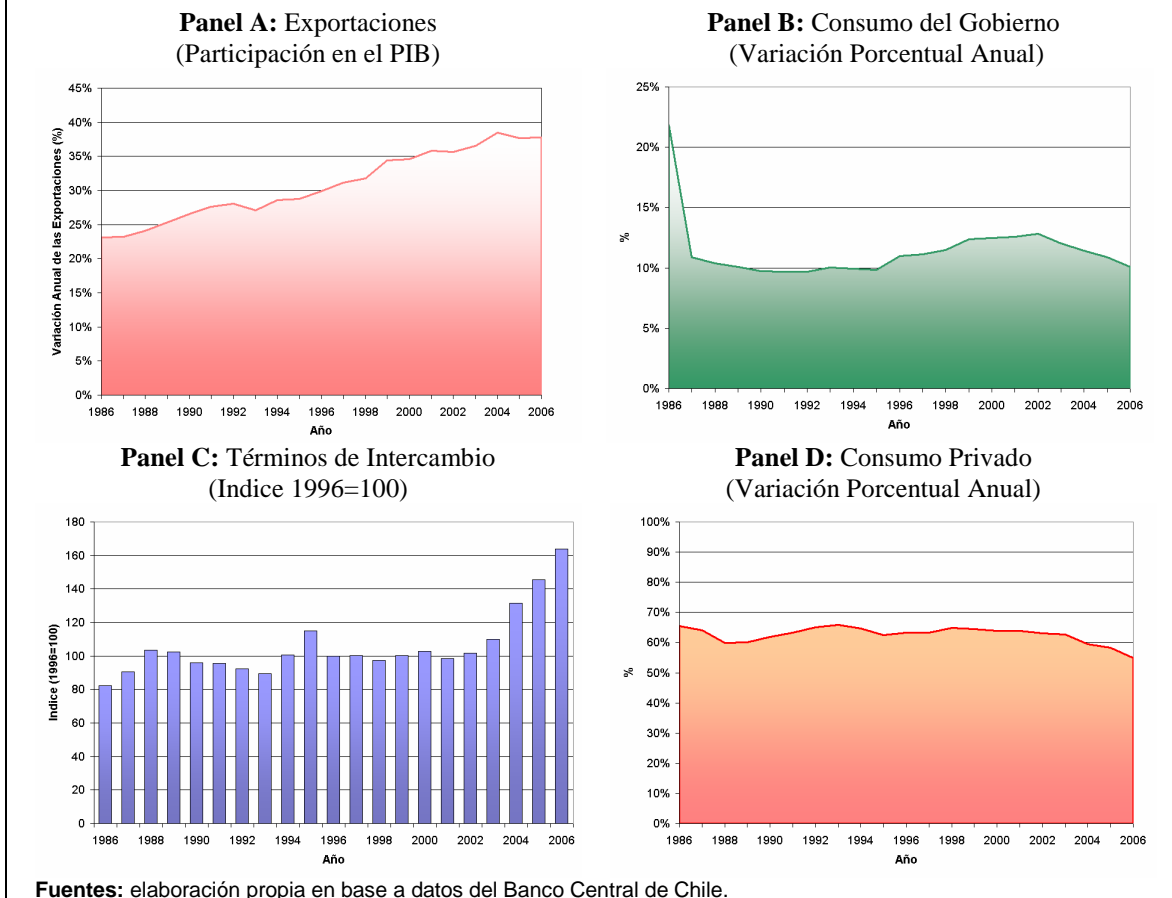 Panel A: Exportaciones
(Participación en el PIB)
45%
40%
35%
30%
25%
20%
15%
10%
5%
0%
Variación Anual de las Exportaciones (%)
1986 1988 1990 1992 1994 1996 1998 2000 2002 2004 2006
Año
Panel B: Consumo del Gobierno
(Variación Porcentual Anual)
25%
20%
15%
10%
5%
0%
%
1986 1988 1990 1992 1994 1996 1998 2000 2002 2004 2006
Año
Panel C: Términos de Intercambio
(Indice 1996=100)
180
160
140
120
100
80
60
40
20
0
Indice (1996=100)
1986 1988 1990 1992 1994 1996 1998 2000 2002 2004 2006
Año
Panel D: Consumo Privado
(Variación Porcentual Anual)
100%
90%
80%
70%
60%
50%
40%
30%
20%
10%
0%
%
1986 1988 1990 1992 1994 1996 1998 2000 2002 2004 2006
Año
Fuentes: elaboración propia en base a datos del Banco Central de Chile.